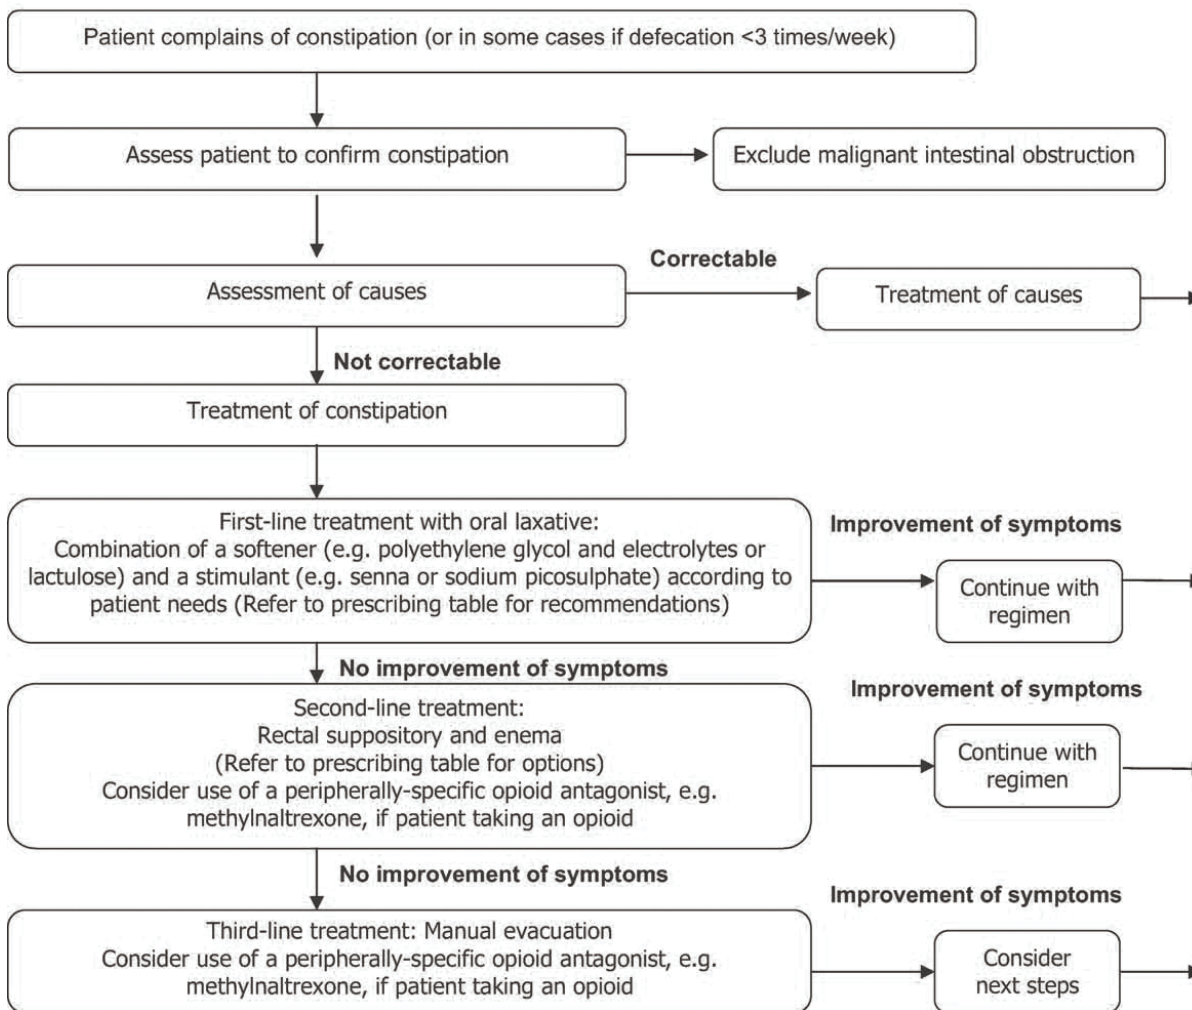 Patient complains of constipation (or in some cases if defecation <3 times/week)
Assess patient to confirm constipation
Exclude malignant intestinal obstruction
Assessment of causes
Correctable
Treatment of causes
Not correctable
Treatment of constipation
First-line treatment with oral laxative:
Combination of a softener (e.g. polyethylene glycol and electrolytes or
lactulose) and a stimulant (e.g. senna or sodium picosulphate) according to
patient needs (Refer to prescribing table for recommendations)
Improvement of symptoms
Continue with
regimen
No improvement of symptoms
Second-line treatment:
Rectal suppository and enema
(Refer to prescribing table for options)
Consider use of a peripherally-specific opioid antagonist, e.g.
methylnaltrexone, if patient taking an opioid
Improvement of symptoms
Continue with
regimen
No improvement of symptoms
Third-line treatment: Manual evacuation
Consider use of a peripherally-specific opioid antagonist, e.g.
methylnaltrexone, if patient taking an opioid
Improvement of symptoms
Consider
next steps